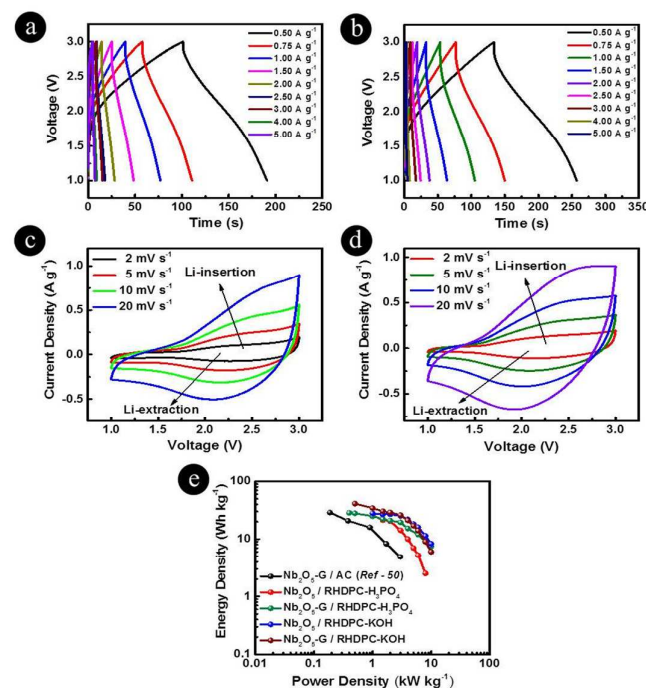 a
3.0
2.5
2.0
1.5
1.0
Voltage (V)
0.50 A g⁻¹
0.75 A g⁻¹
1.00 A g⁻¹
1.50 A g⁻¹
2.00 A g⁻¹
2.50 A g⁻¹
3.00 A g⁻¹
4.00 A g⁻¹
5.00 A g⁻¹
0 50 100 150 200 250
Time (s)
b
3.0
2.5
2.0
1.5
1.0
Voltage (V)
0.50 A g⁻¹
0.75 A g⁻¹
1.00 A g⁻¹
1.50 A g⁻¹
2.00 A g⁻¹
2.50 A g⁻¹
3.00 A g⁻¹
4.00 A g⁻¹
5.00 A g⁻¹
0 50 100 150 200 250 300 350
Time (s)
c
1.0
0.5
0.0
-0.5
Current Density (A g⁻¹)
2 mV s⁻¹
5 mV s⁻¹
10 mV s⁻¹
20 mV s⁻¹
Li-insertion
Li-extraction
1.0 1.5 2.0 2.5 3.0
Voltage (V)
d
1.0
0.5
0.0
-0.5
Current Density (A g⁻¹)
2 mV s⁻¹
5 mV s⁻¹
10 mV s⁻¹
20 mV s⁻¹
Li-insertion
Li-extraction
1.0 1.5 2.0 2.5 3.0
Voltage (V)
e
100
10
1
0.1
Energy Density (Wh kg⁻¹)
Nb₂O₅-G / AC (Ref - 50)
Nb₂O₅ / RHDPC-H₃PO₄
Nb₂O₅-G / RHDPC-H₃PO₄
Nb₂O₅ / RHDPC-KOH
Nb₂O₅-G / RHDPC-KOH
0.01 0.1 1 10 100
Power Density (kW kg⁻¹)